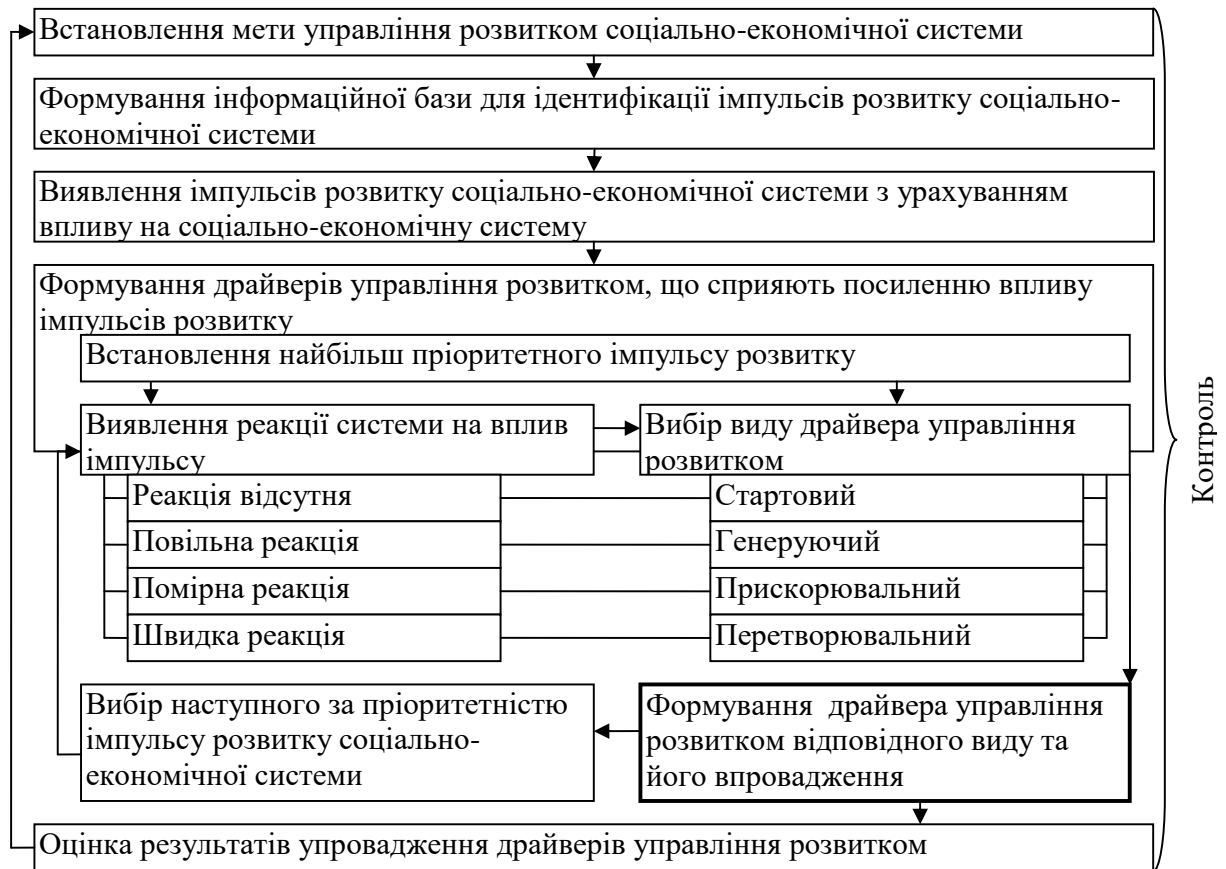 Встановлення мети управління розвитком соціально-економічної системи
Формування інформаційної бази для ідентифікації імпульсів розвитку соціально-
економічної системи
Виявлення імпульсів розвитку соціально-економічної системи з урахуванням
впливу на соціально-економічну систему
Формування драйверів управління розвитком, що сприяють посиленню впливу
імпульсів розвитку
Встановлення найбільш пріоритетного імпульсу розвитку
Виявлення реакції системи на вплив
імпульсу
Вибір виду драйвера управління
розвитком
Реакція відсутня
Стартовий
Повільна реакція
Генеруючий
Помірна реакція
Прискорювальний
Швидка реакція
Перетворювальний
Вибір наступного за пріоритетністю
імпульсу розвитку соціально-
економічної системи
Формування драйвера управління
розвитком відповідного виду та
його впровадження
Оцінка результатів упровадження драйверів управління розвитком
Контроль